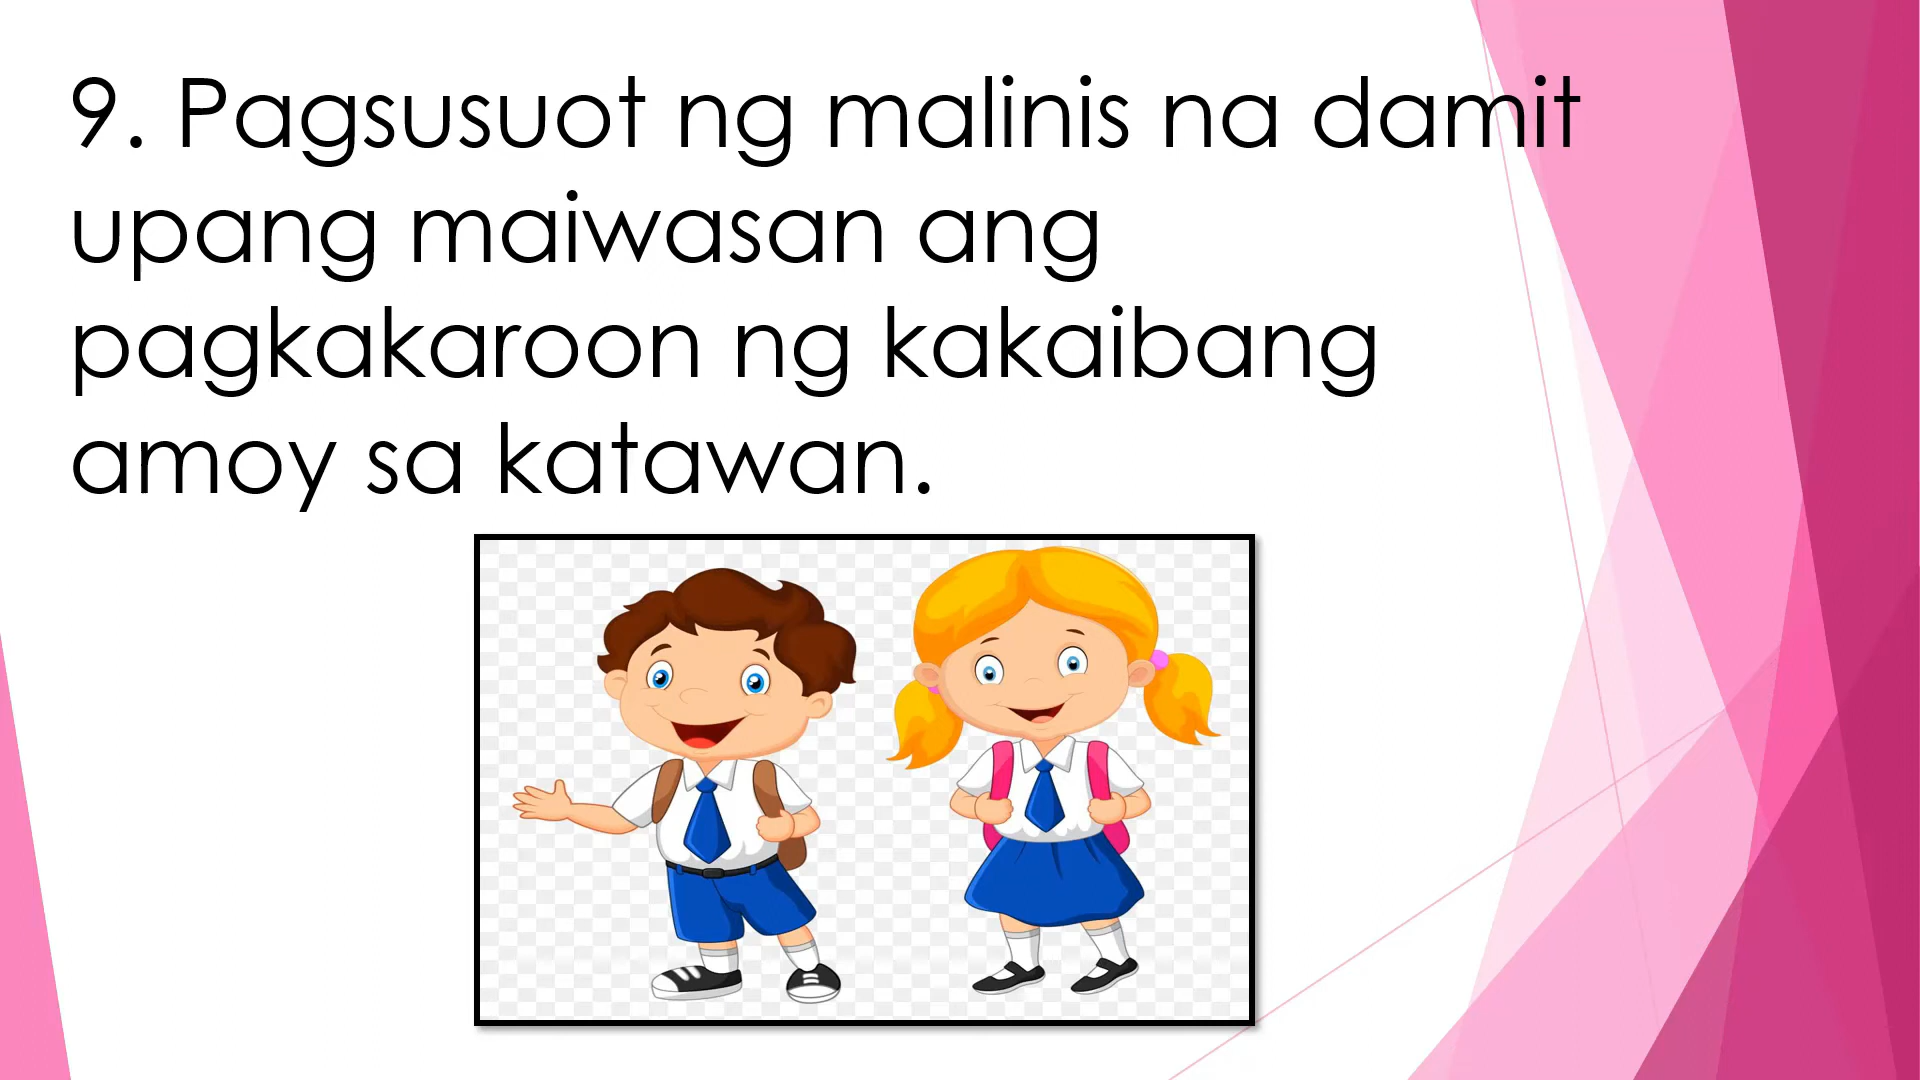 9. Pagsusuot ng malinis na damit
upang maiwasan ang
pagkakaroon ng kakaibang
amoy sa katawan.